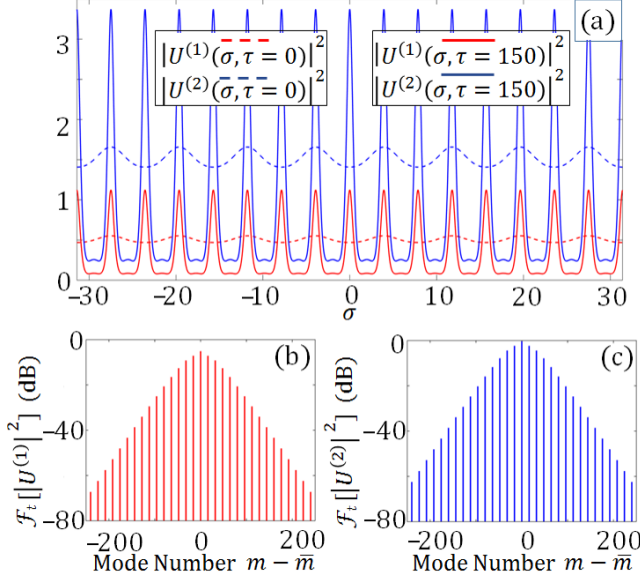 (a)
|U⁽¹⁾(σ, τ = 0)|²
|U⁽²⁾(σ, τ = 0)|²
|U⁽¹⁾(σ, τ = 150)|²
|U⁽²⁾(σ, τ = 150)|²
3
2
1
0
−30 −20 −10 0 10 20 30
σ
(b)
0
−40
−80
ℱₜ[|U⁽¹⁾|²] (dB)
−200 0 200
Mode Number m − m̅
(c)
0
−40
−80
ℱₜ[|U⁽²⁾|²] (dB)
−200 0 200
Mode Number m − m̅